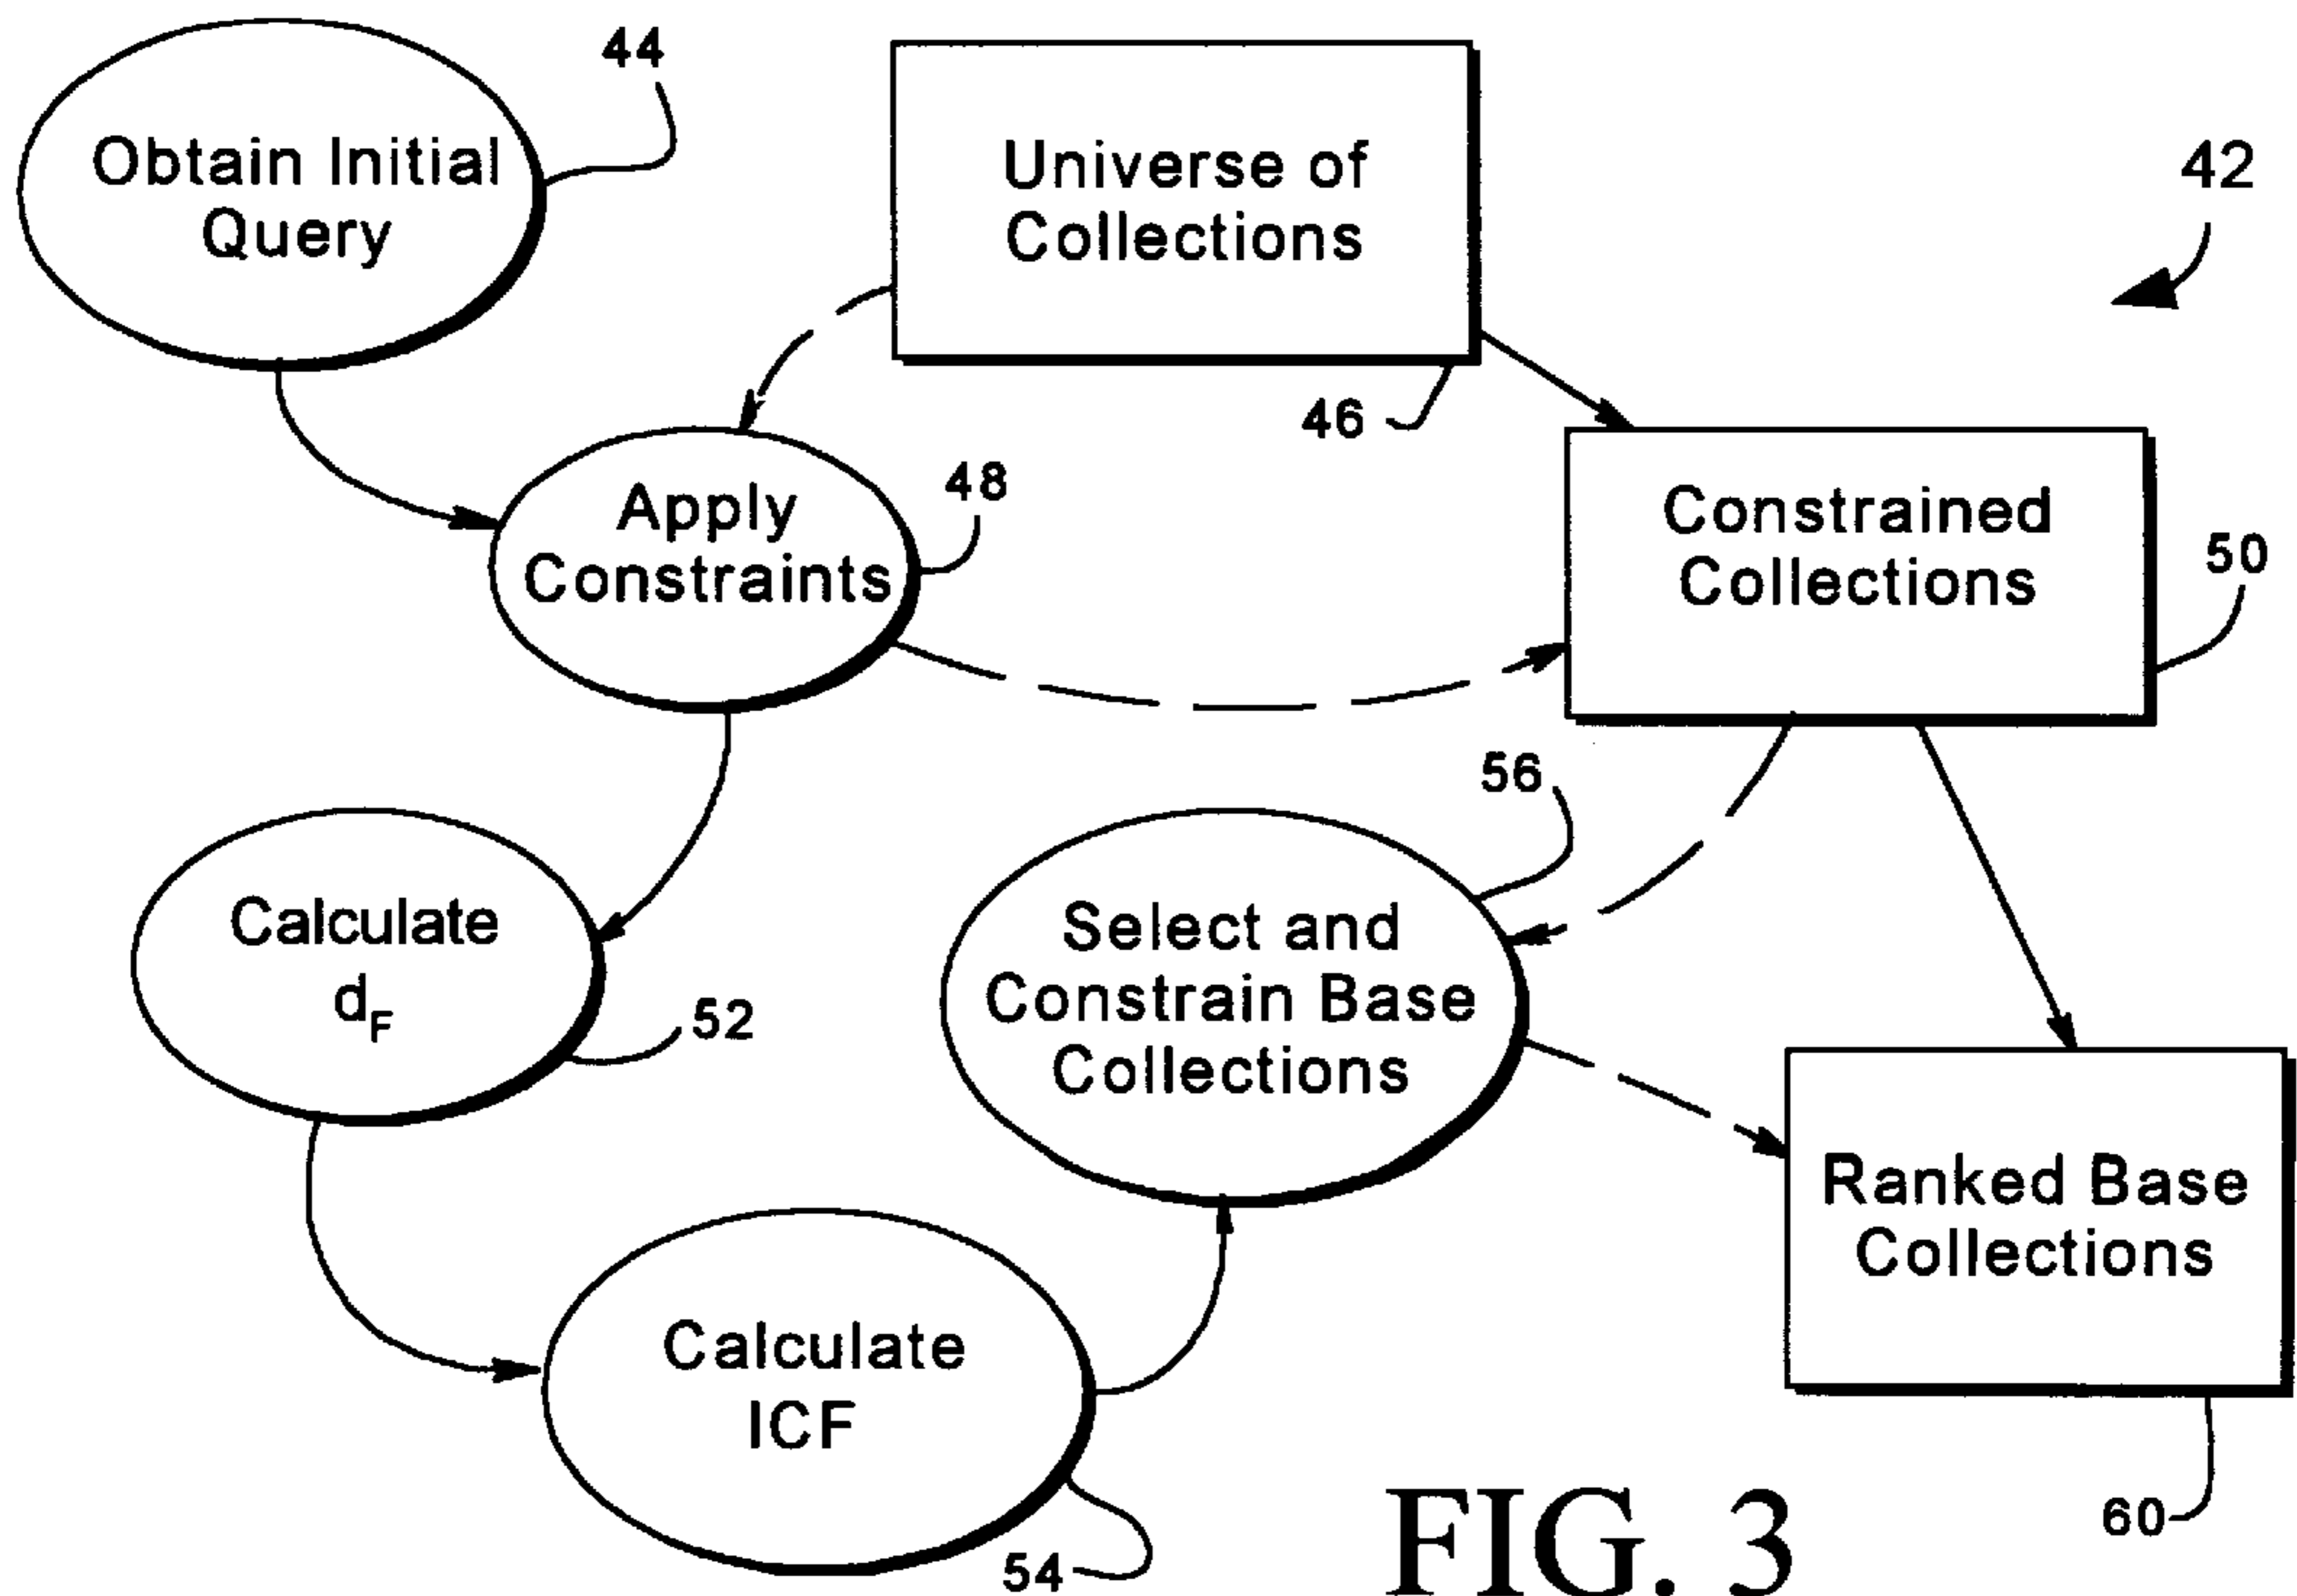 44
Obtain Initial
Query
Universe of
Collections
42
46
Apply
Constraints
48
Constrained
Collections
50
56
Calculate
dF
52
Select and
Constrain Base
Collections
Ranked Base
Collections
Calculate
ICF
54
60
FIG. 3